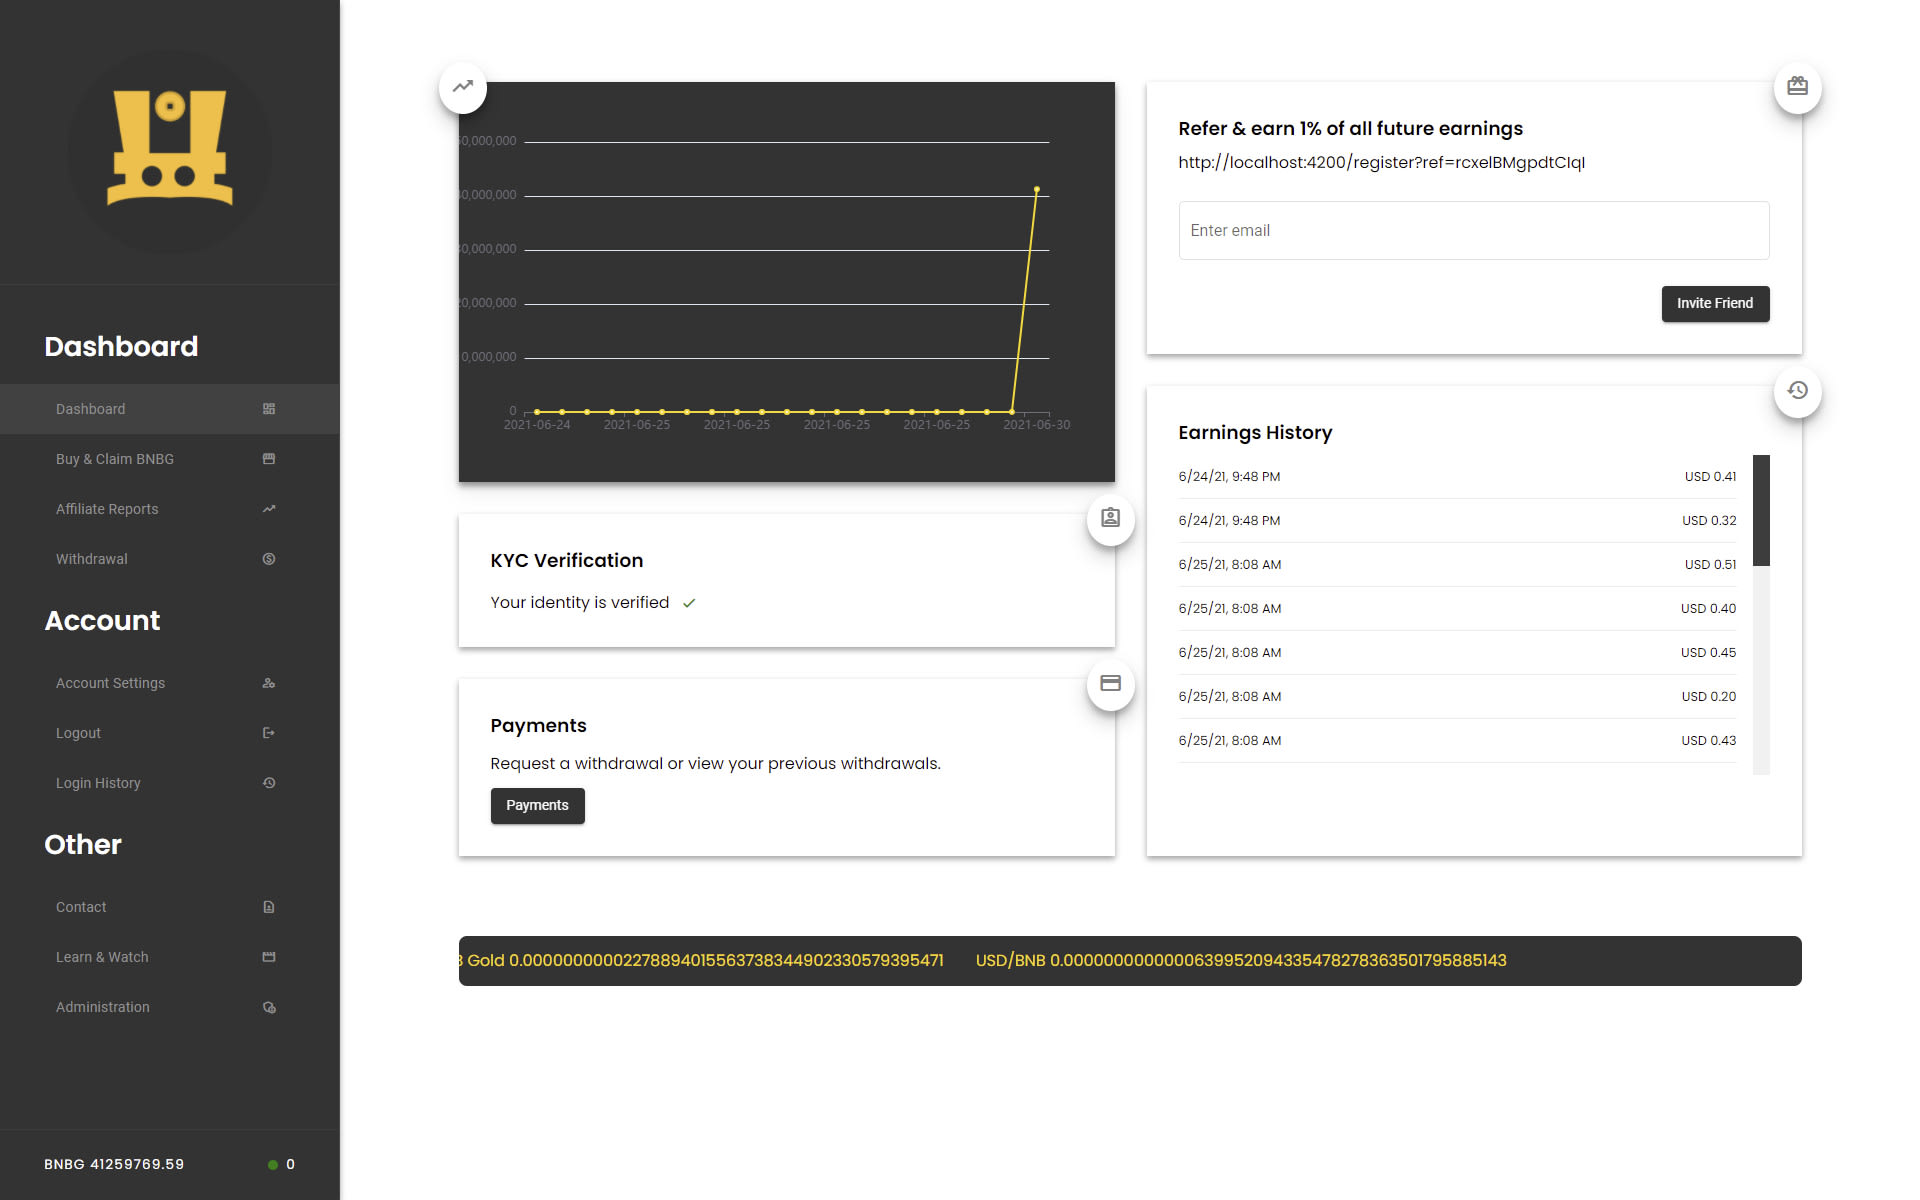 Dashboard
Dashboard
Buy & Claim BNBG
Affiliate Reports
Withdrawal
Account
Account Settings
Logout
Login History
Other
Contact
Learn & Watch
Administration
BNBG 41259769.59
0
0,000,000
0,000,000
0,000,000
0,000,000
0,000,000
0
2021-06-24 2021-06-25 2021-06-25 2021-06-25 2021-06-25 2021-06-30
KYC Verification
Your identity is verified
Payments
Request a withdrawal or view your previous withdrawals.
Payments
Refer & earn 1% of all future earnings
http://localhost:4200/register?ref=rcxelBMgpdtCIqI
Enter email
Invite Friend
Earnings History
6/24/21, 9:48 PM USD 0.41
6/24/21, 9:48 PM USD 0.32
6/25/21, 8:08 AM USD 0.51
6/25/21, 8:08 AM USD 0.40
6/25/21, 8:08 AM USD 0.45
6/25/21, 8:08 AM USD 0.20
6/25/21, 8:08 AM USD 0.43
Gold 0.00000000002278894015563738344902330579395471 USD/BNB 0.0000000000000639952094335478278363501795885143